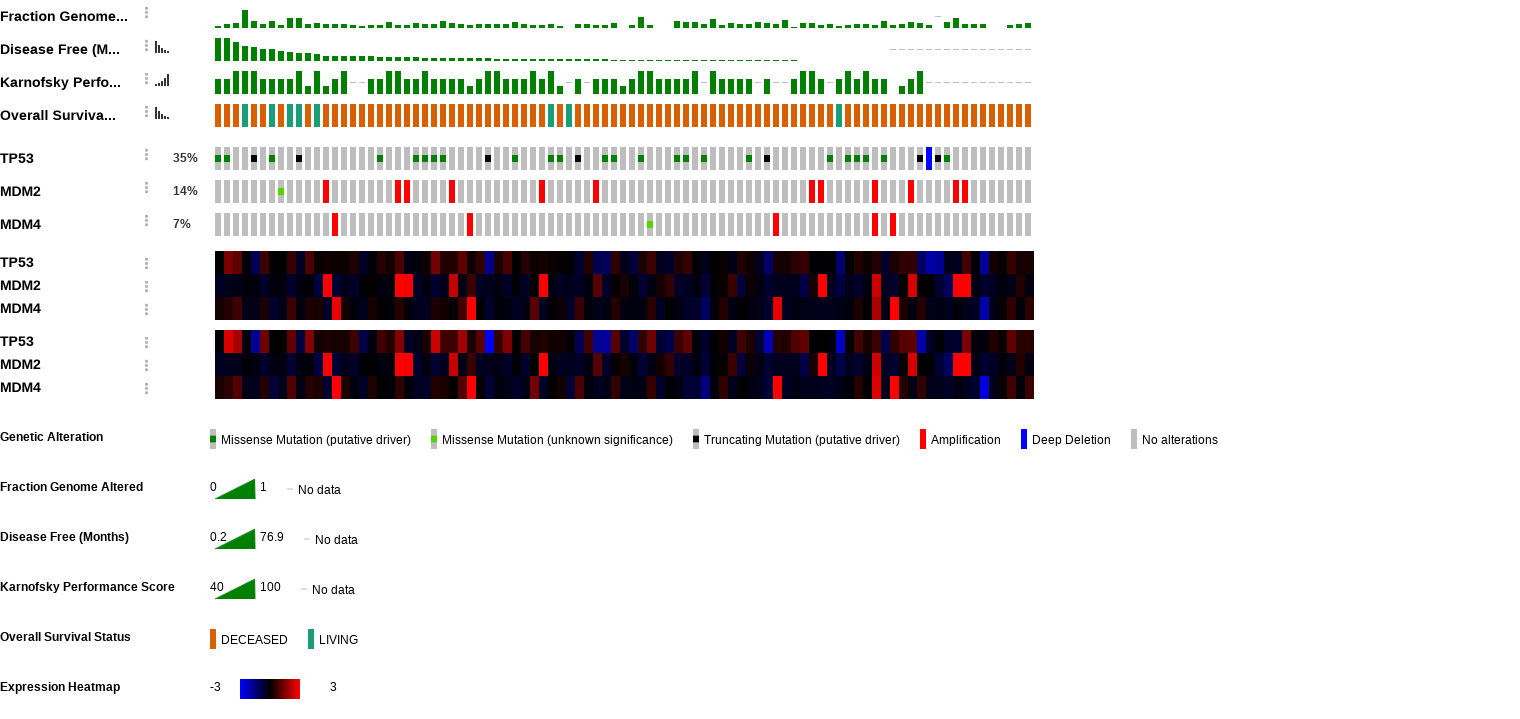 Fraction Genome...
Disease Free (M...
Karnofsky Perfo...
Overall Surviva...
TP53 35%
MDM2 14%
MDM4 7%
TP53
MDM2
MDM4
TP53
MDM2
MDM4
Genetic Alteration Missense Mutation (putative driver) Missense Mutation (unknown significance) Truncating Mutation (putative driver) Amplification Deep Deletion No alterations
Fraction Genome Altered 0 1 No data
Disease Free (Months) 0.2 76.9 No data
Karnofsky Performance Score 40 100 No data
Overall Survival Status DECEASED LIVING
Expression Heatmap -3 3